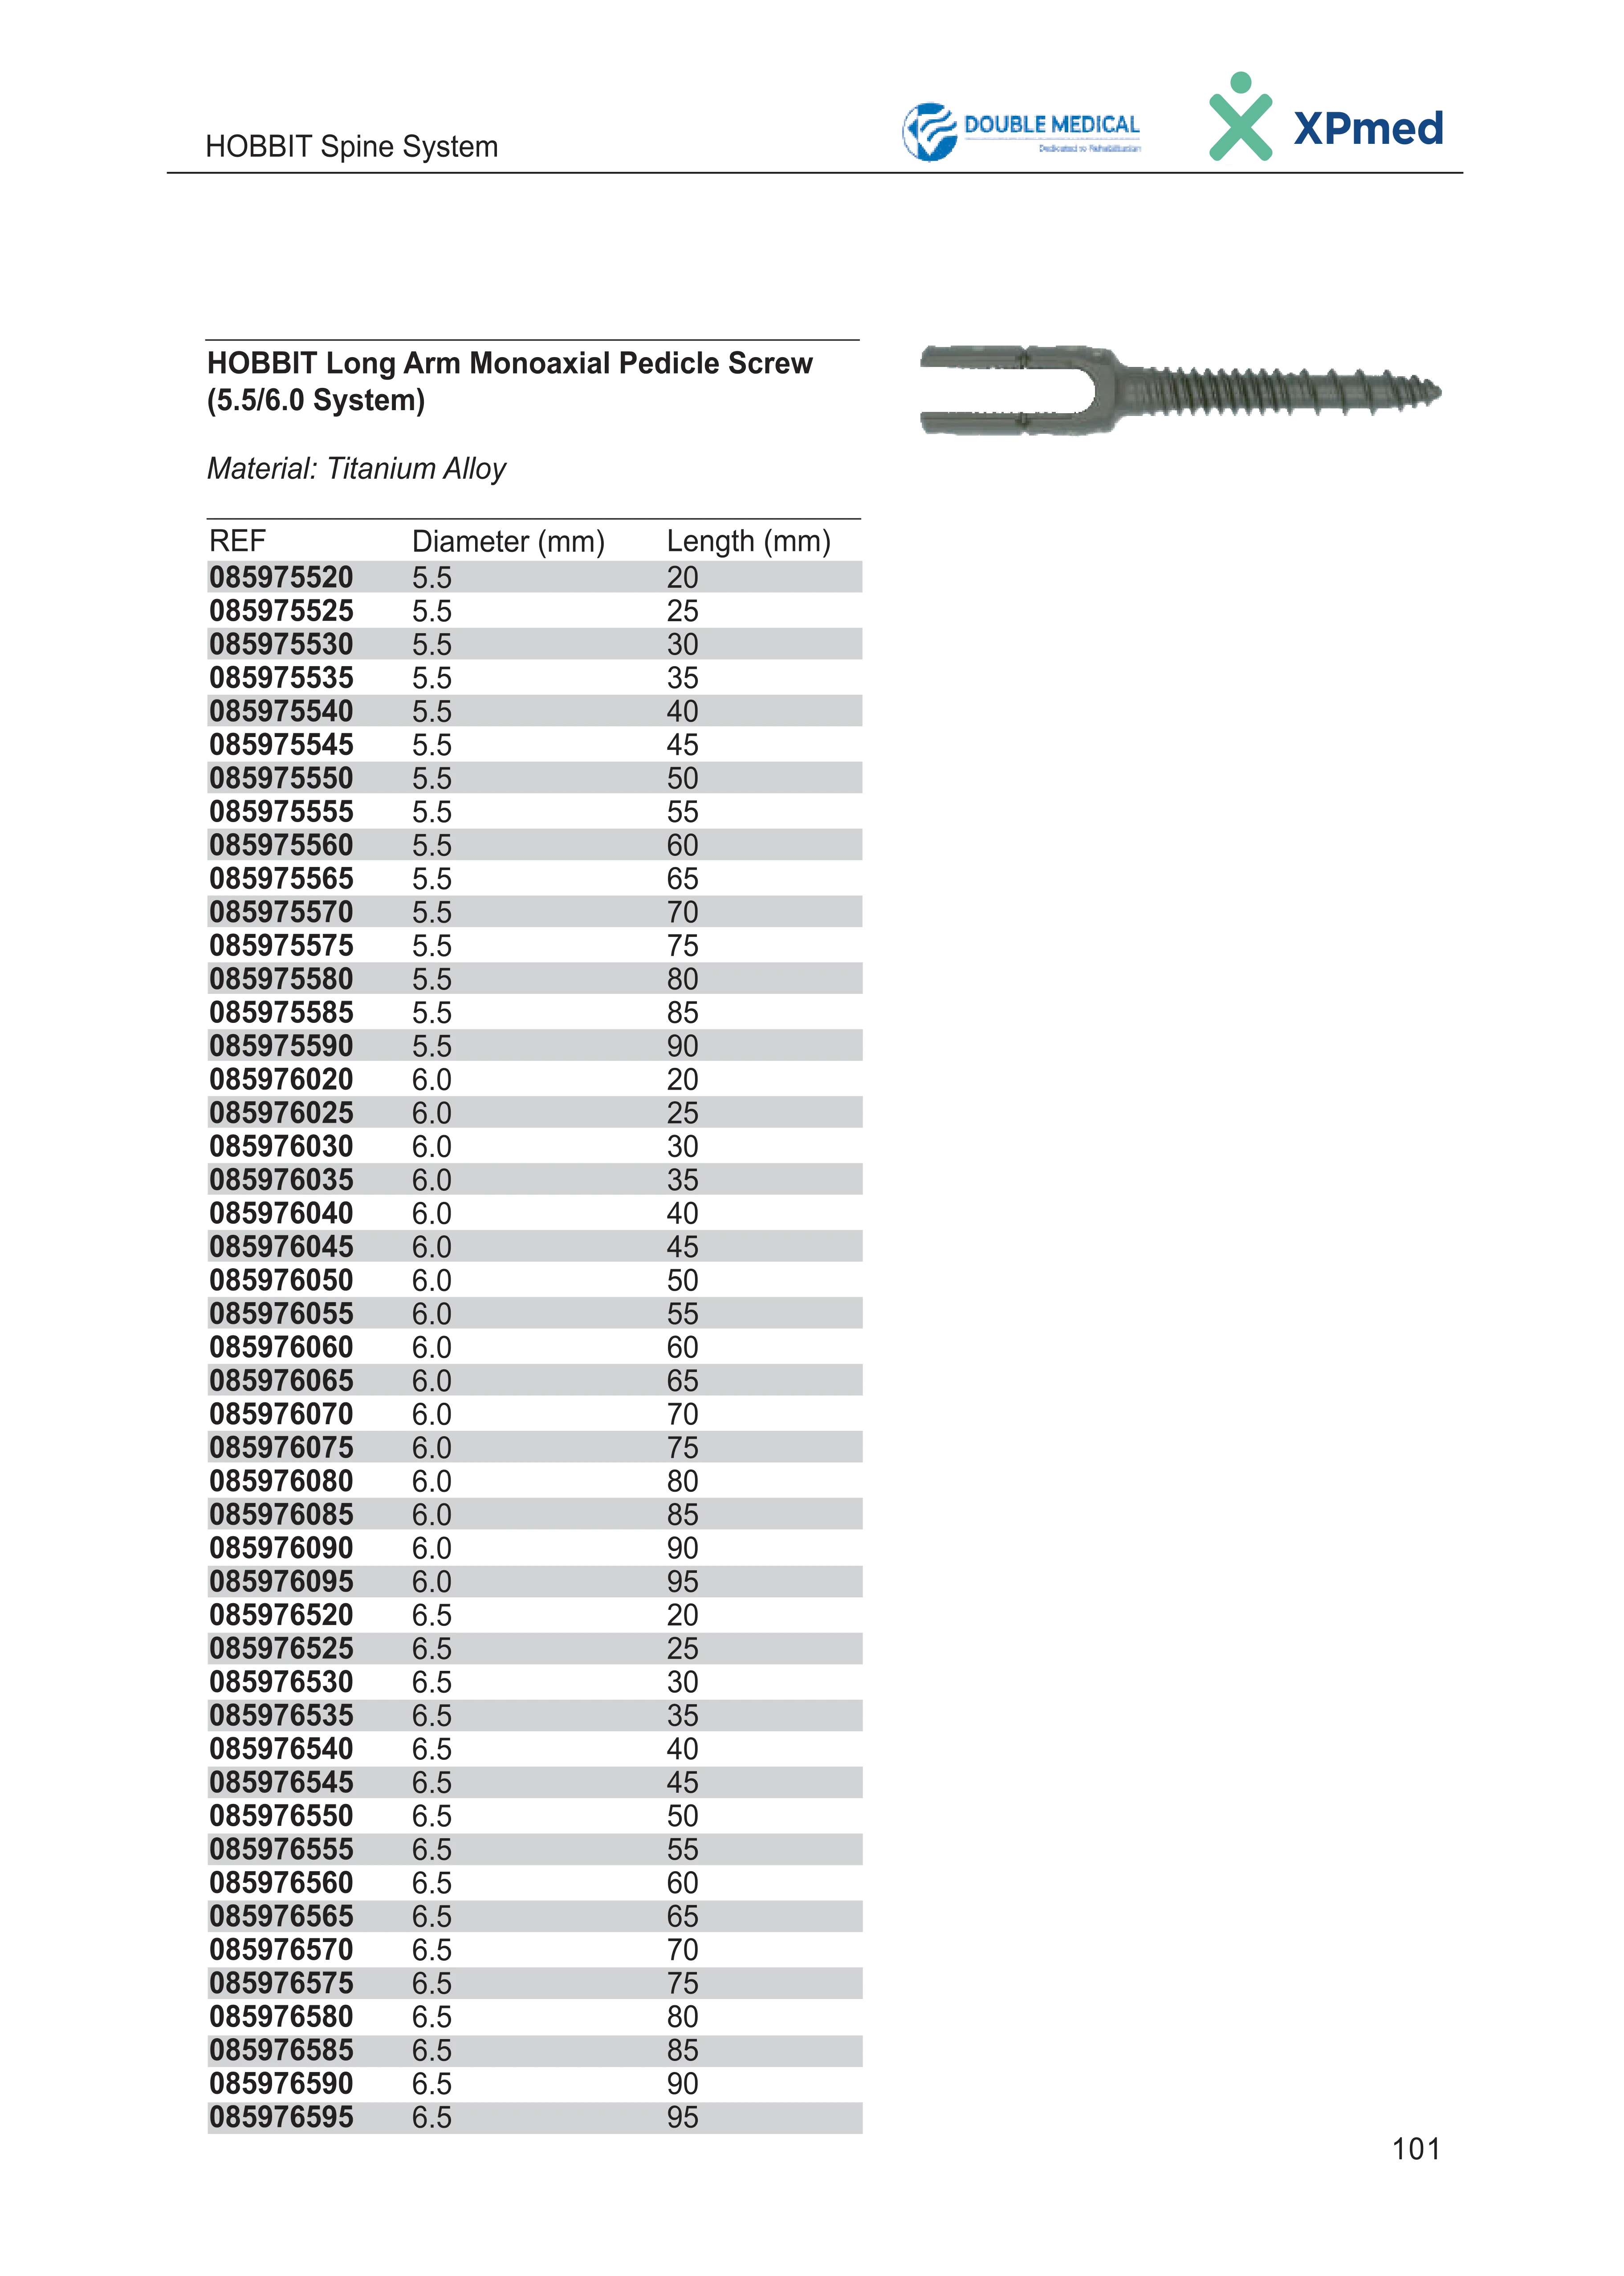 HOBBIT Spine System
DOUBLE MEDICAL
Dedicated to Rehabilitation
XPmed
HOBBIT Long Arm Monoaxial Pedicle Screw
(5.5/6.0 System)
Material: Titanium Alloy
REF Diameter (mm) Length (mm)
085975520 5.5 20
085975525 5.5 25
085975530 5.5 30
085975535 5.5 35
085975540 5.5 40
085975545 5.5 45
085975550 5.5 50
085975555 5.5 55
085975560 5.5 60
085975565 5.5 65
085975570 5.5 70
085975575 5.5 75
085975580 5.5 80
085975585 5.5 85
085975590 5.5 90
085976020 6.0 20
085976025 6.0 25
085976030 6.0 30
085976035 6.0 35
085976040 6.0 40
085976045 6.0 45
085976050 6.0 50
085976055 6.0 55
085976060 6.0 60
085976065 6.0 65
085976070 6.0 70
085976075 6.0 75
085976080 6.0 80
085976085 6.0 85
085976090 6.0 90
085976095 6.0 95
085976520 6.5 20
085976525 6.5 25
085976530 6.5 30
085976535 6.5 35
085976540 6.5 40
085976545 6.5 45
085976550 6.5 50
085976555 6.5 55
085976560 6.5 60
085976565 6.5 65
085976570 6.5 70
085976575 6.5 75
085976580 6.5 80
085976585 6.5 85
085976590 6.5 90
085976595 6.5 95
101